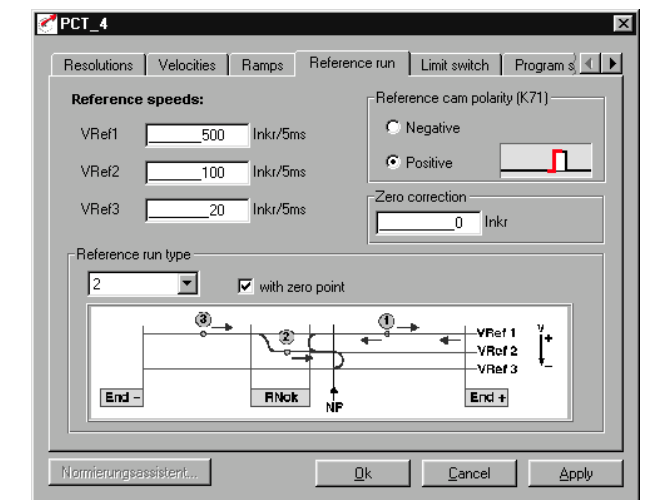 PCT_4
Resolutions Velocities Ramps Reference run Limit switch Program s
Reference speeds:
VRef1 500 Inkr/5ms
VRef2 100 Inkr/5ms
VRef3 20 Inkr/5ms
Reference cam polarity (K71)
Negative
Positive
Zero correction
0 Inkr
Reference run type
2 with zero point
3 2 1
VRef 1
VRef 2
VRef 3
V
+
-
End - RNok NP End +
Normierungsassistent... Ok Cancel Apply